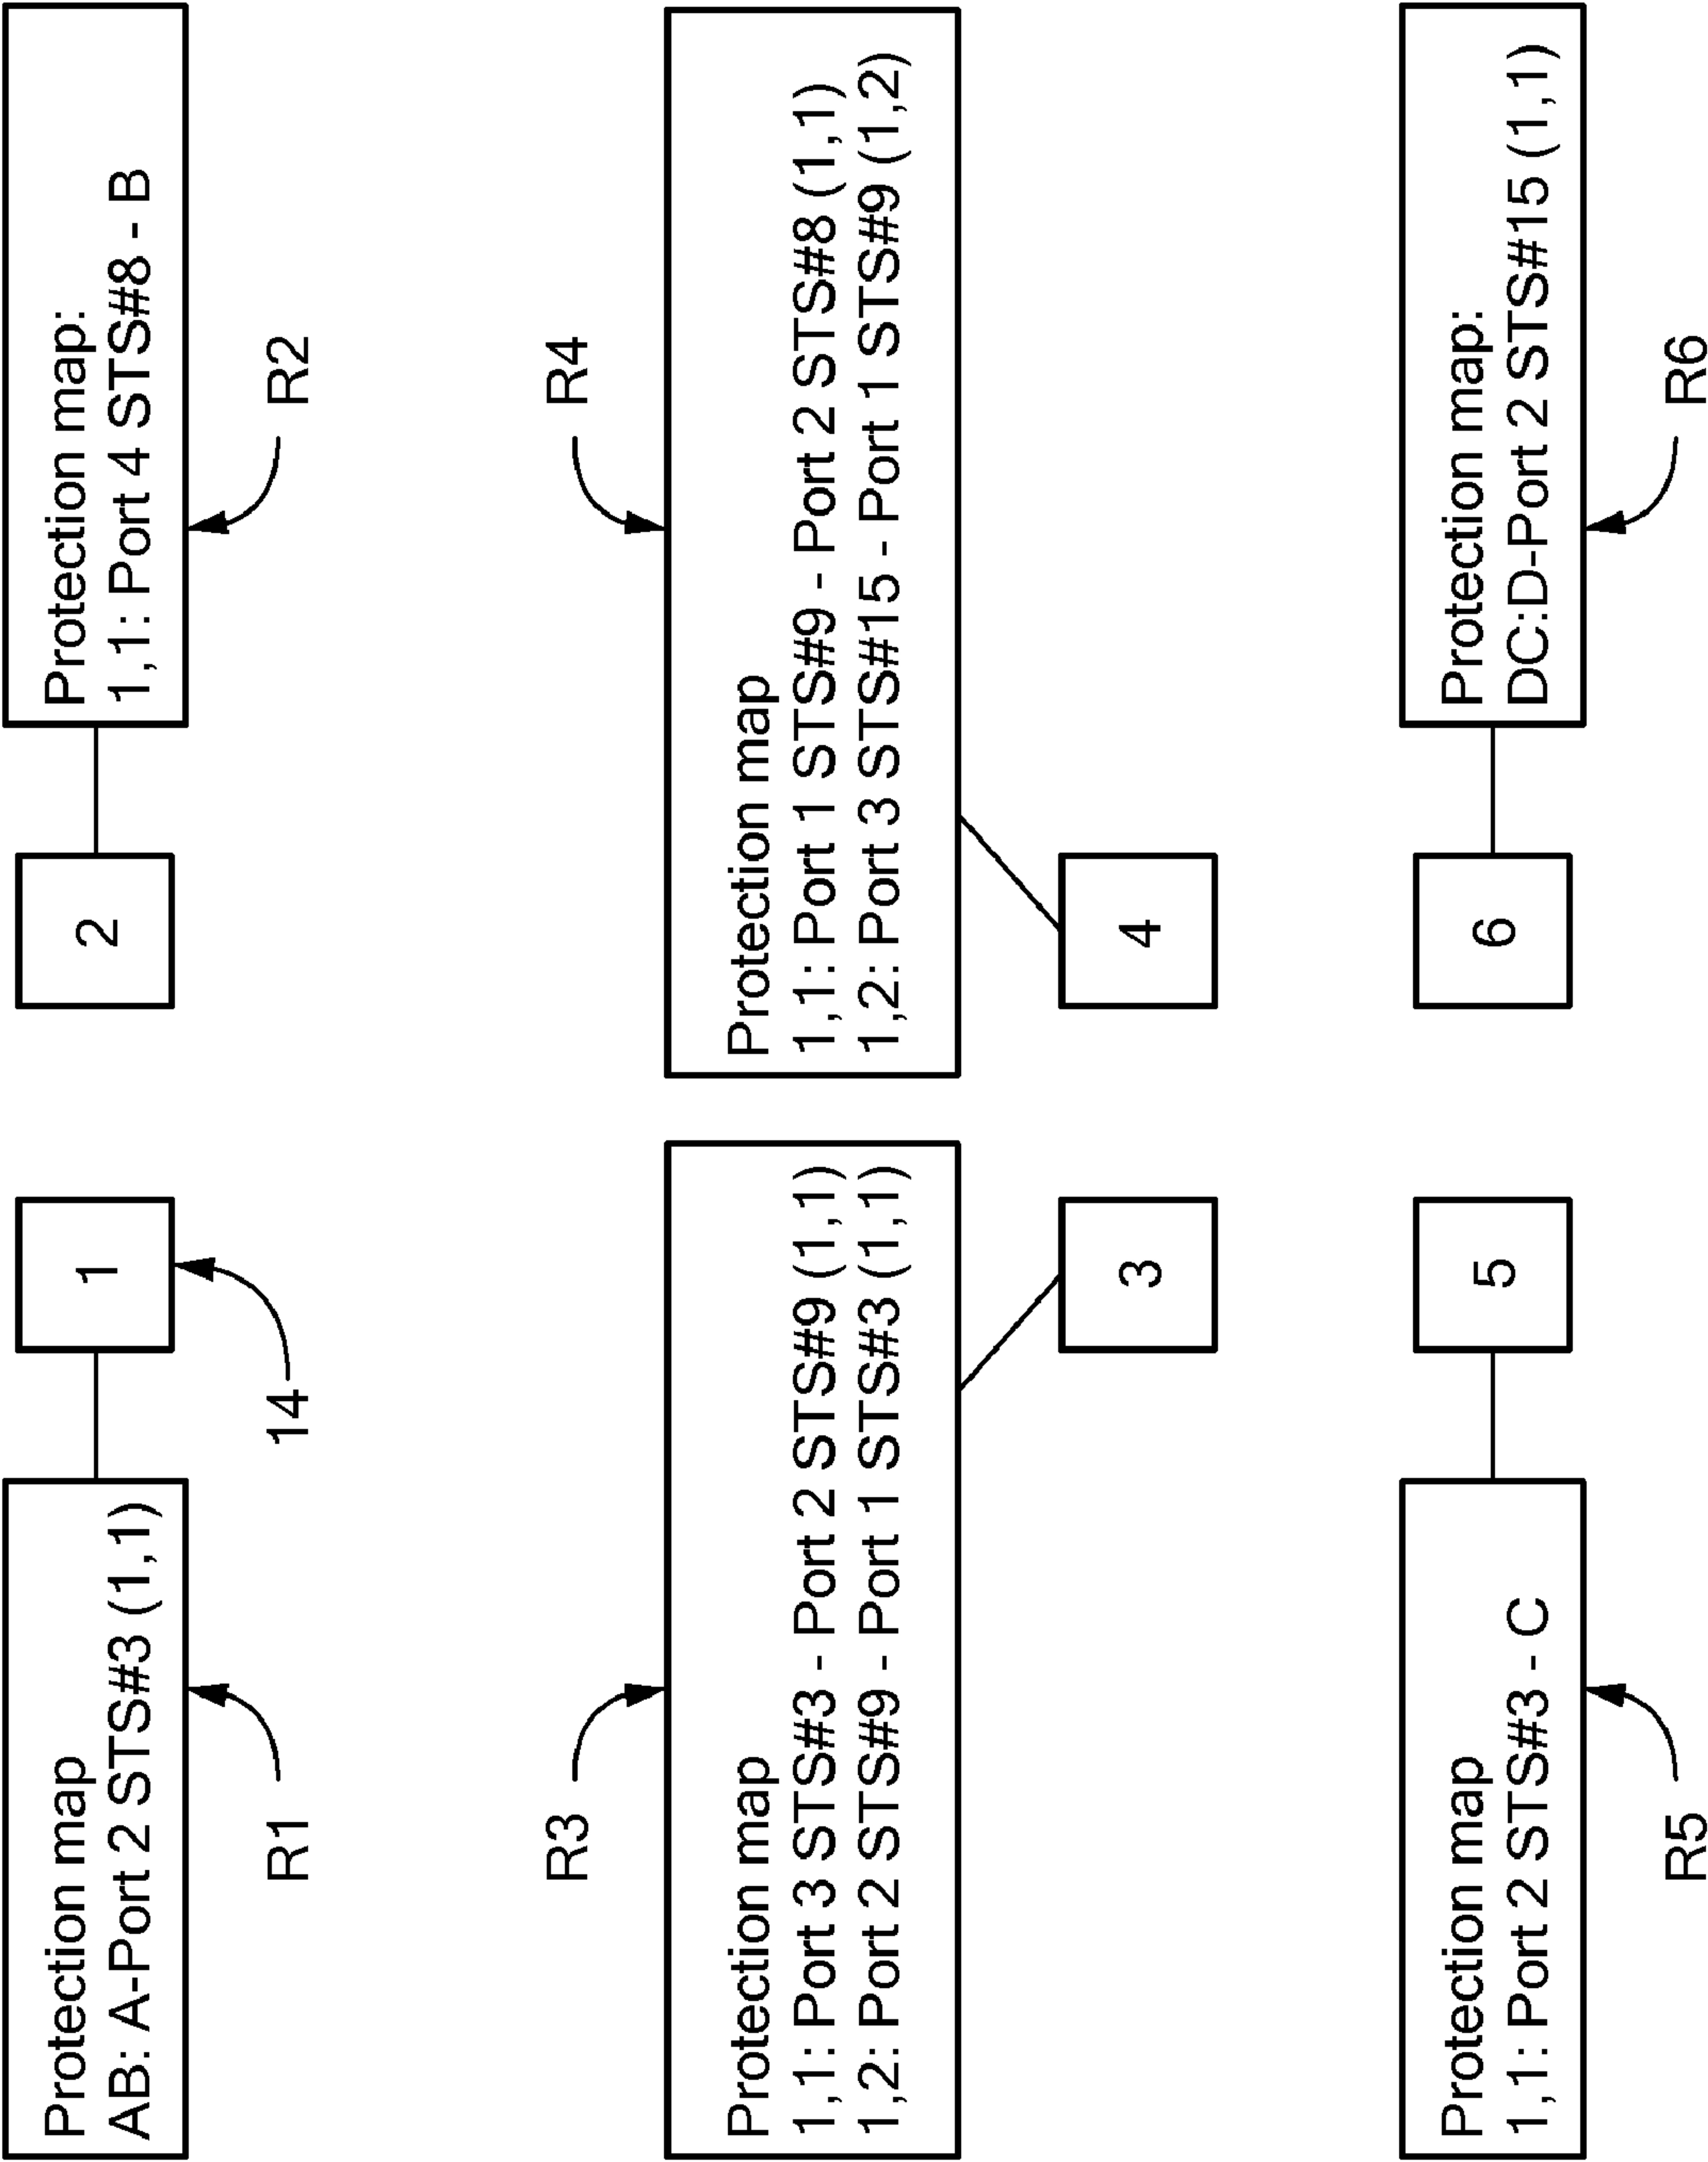 Protection map
AB: A-Port 2 STS#3 (1,1)
R1
1
14
2
Protection map:
1,1: Port 4 STS#8 - B
R2
R3
Protection map
1,1: Port 3 STS#3 - Port 2 STS#9 (1,1)
1,2: Port 2 STS#9 - Port 1 STS#3 (1,1)
3
R4
Protection map
1,1: Port 1 STS#9 - Port 2 STS#8 (1,1)
1,2: Port 3 STS#15 - Port 1 STS#9 (1,2)
4
Protection map
1,1: Port 2 STS#3 - C
R5
5
6
Protection map:
DC:D-Port 2 STS#15 (1,1)
R6